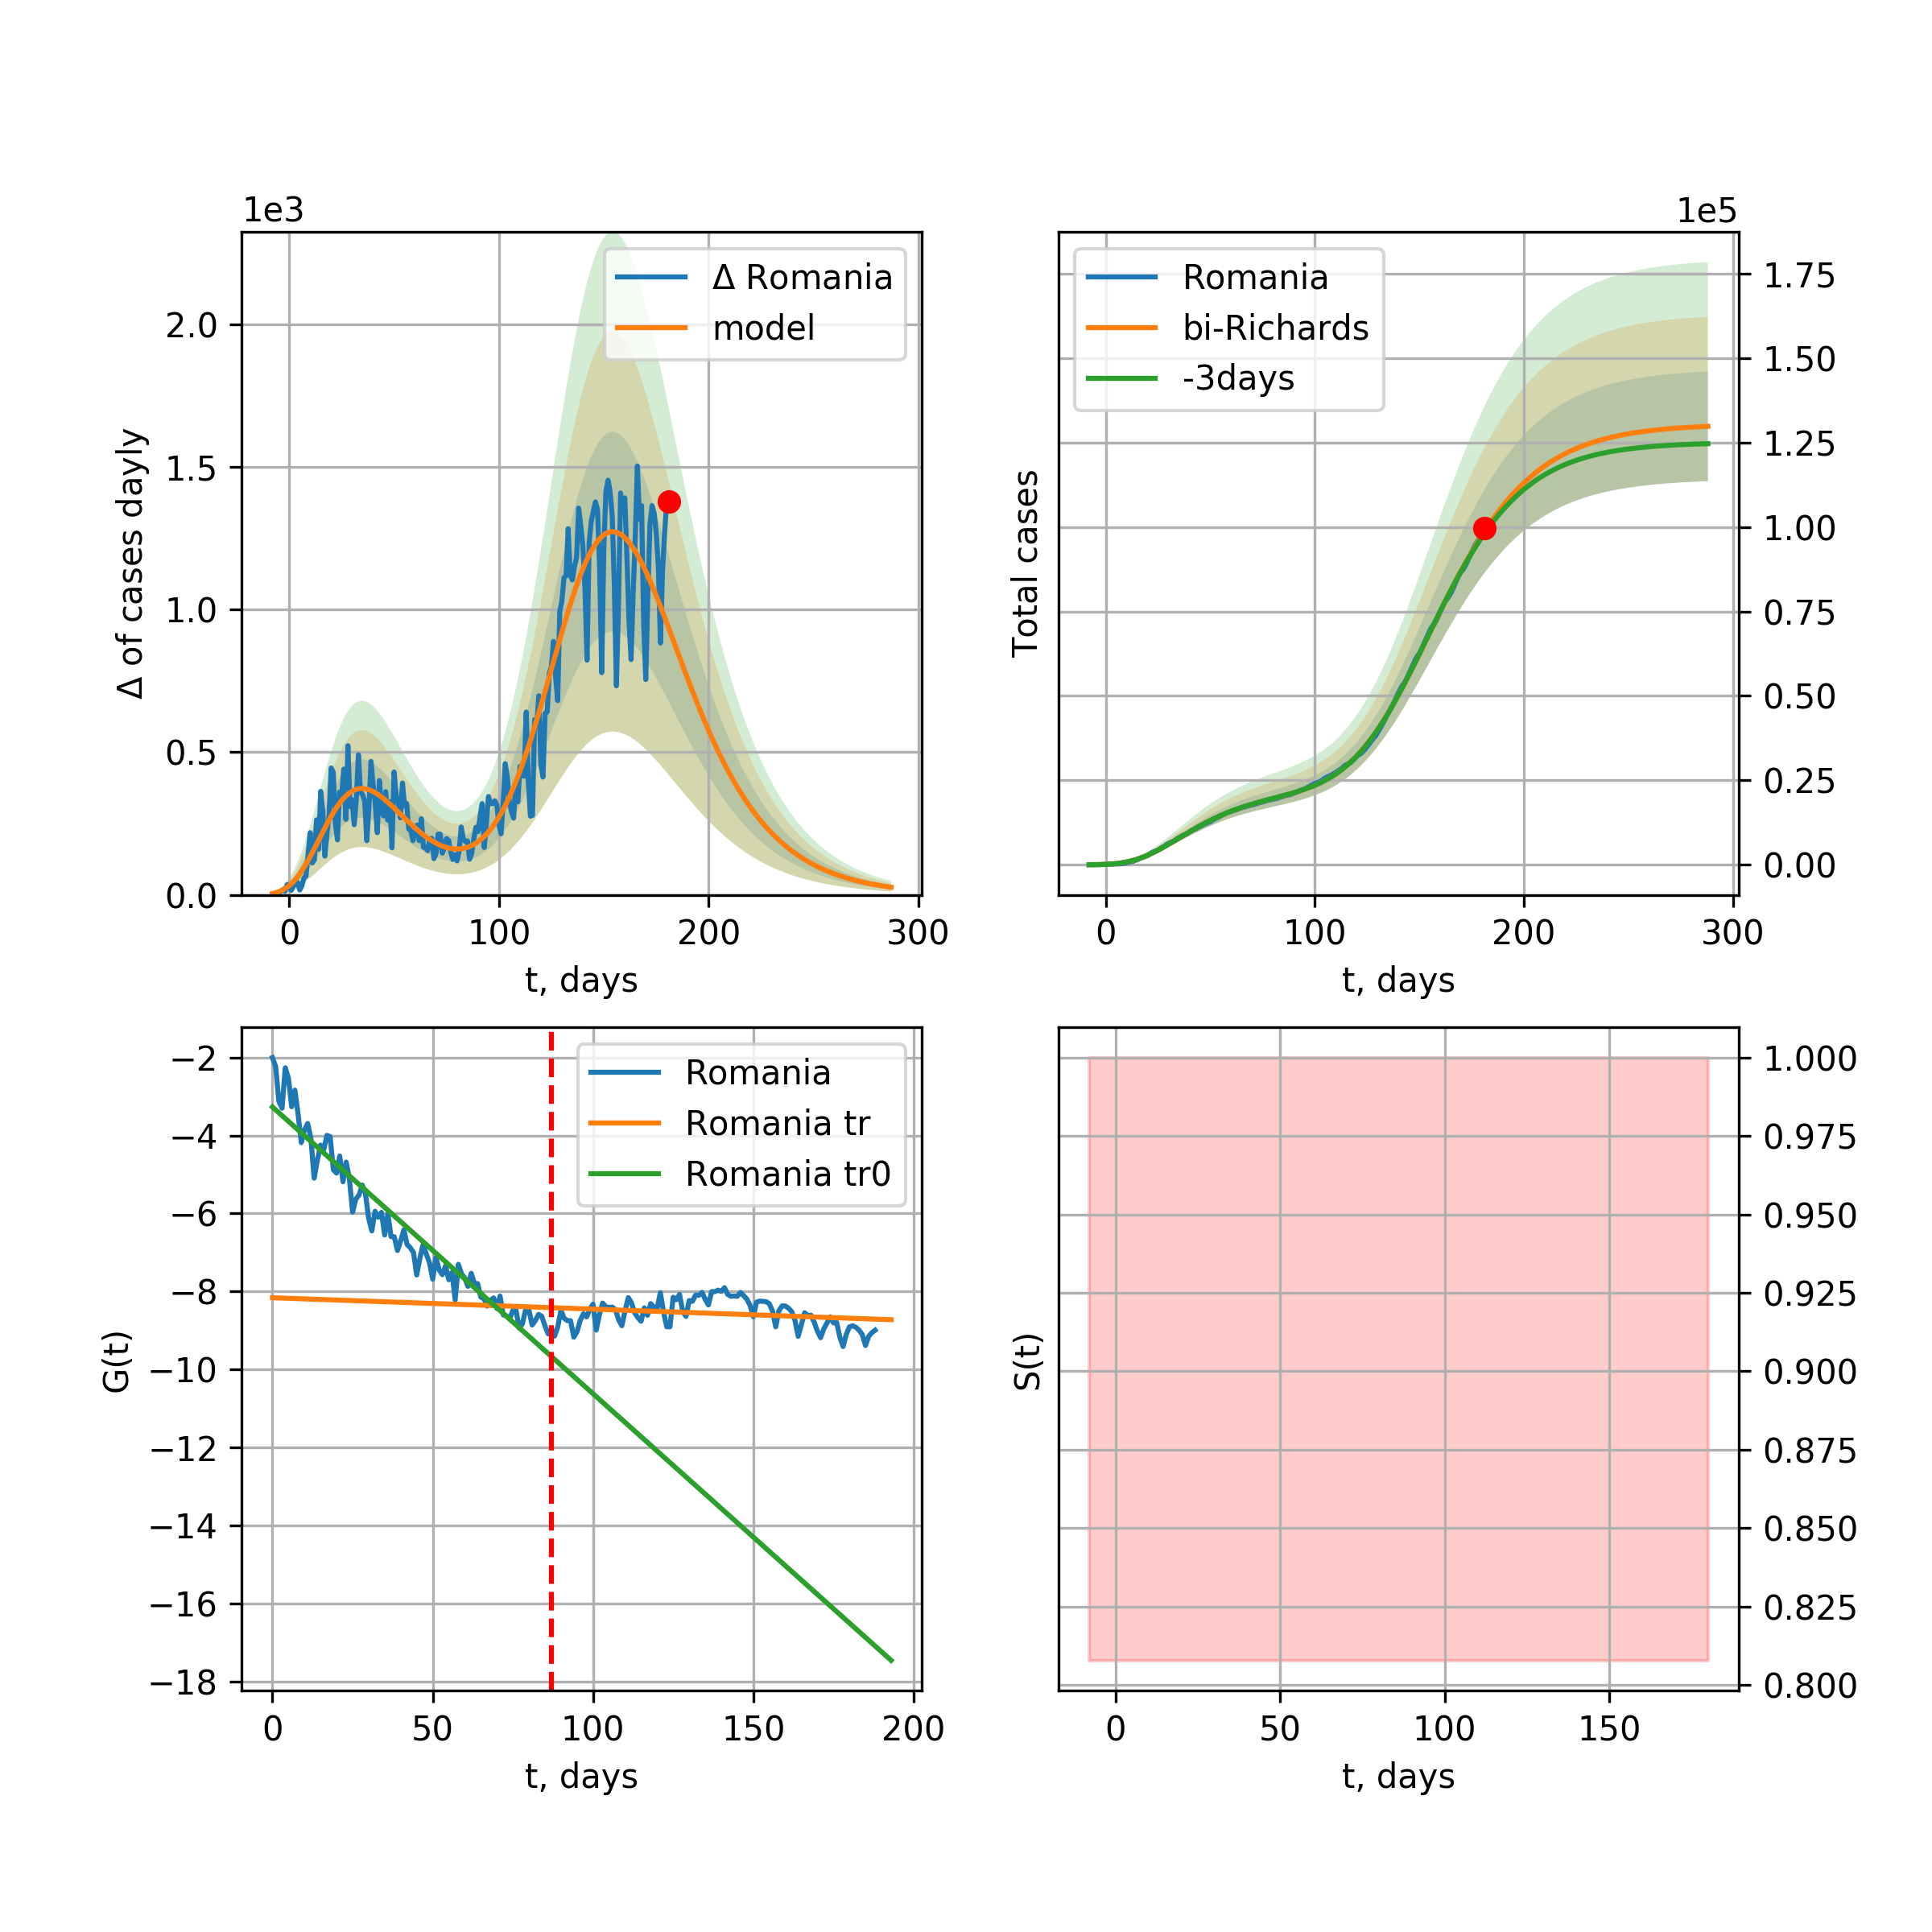 1e3
Δ of cases dayly
2.0
1.5
1.0
0.5
0.0
0
100
200
300
t, days
Δ Romania
model
1e5
Total cases
1.75
1.50
1.25
1.00
0.75
0.50
0.25
0.00
0
100
200
300
t, days
Romania
bi-Richards
-3days
G(t)
−2
−4
−6
−8
−10
−12
−14
−16
−18
0
50
100
150
200
t, days
Romania
Romania tr
Romania tr0
S(t)
1.000
0.975
0.950
0.925
0.900
0.875
0.850
0.825
0.800
0
50
100
150
t, days